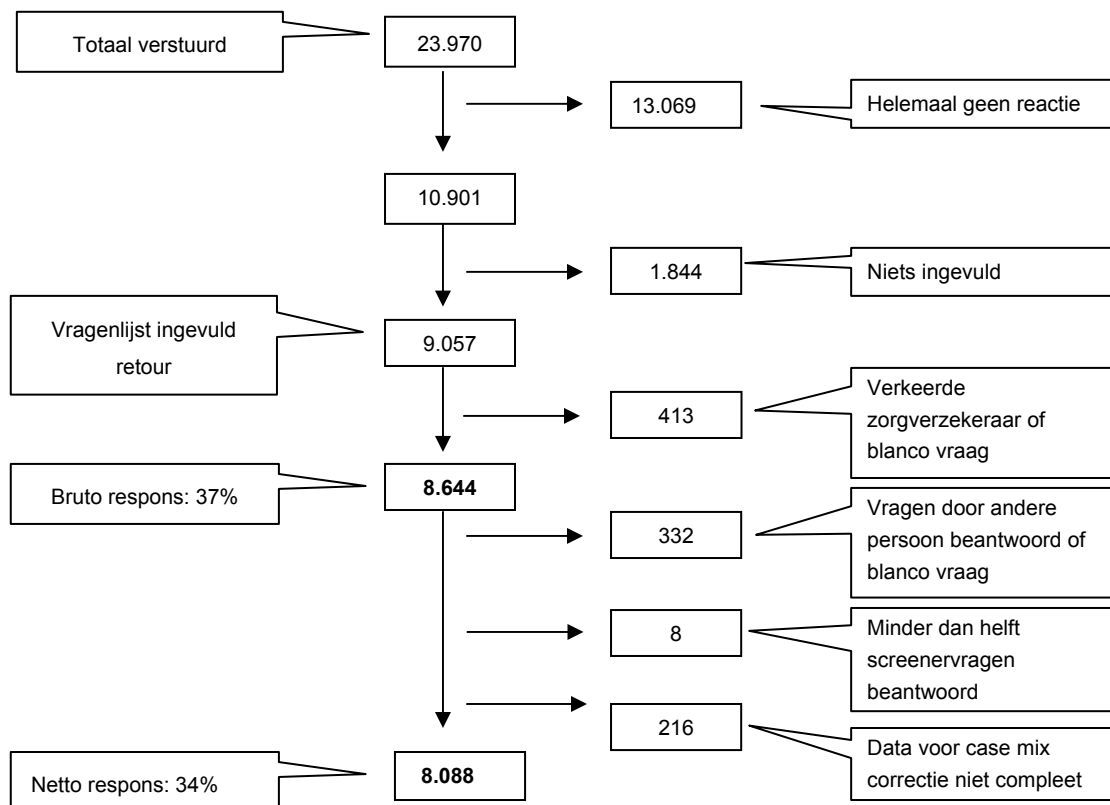 Totaal verstuurd
23.970
13.069
Helemaal geen reactie
10.901
1.844
Niets ingevuld
Vragenlijst ingevuld
retour
9.057
413
Verkeerde
zorgverzekeraar of
blanco vraag
Bruto respons: 37%
8.644
332
Vragen door andere
persoon beantwoord of
blanco vraag
8
Minder dan helft
screenervragen
beantwoord
216
Data voor case mix
correctie niet compleet
Netto respons: 34%
8.088